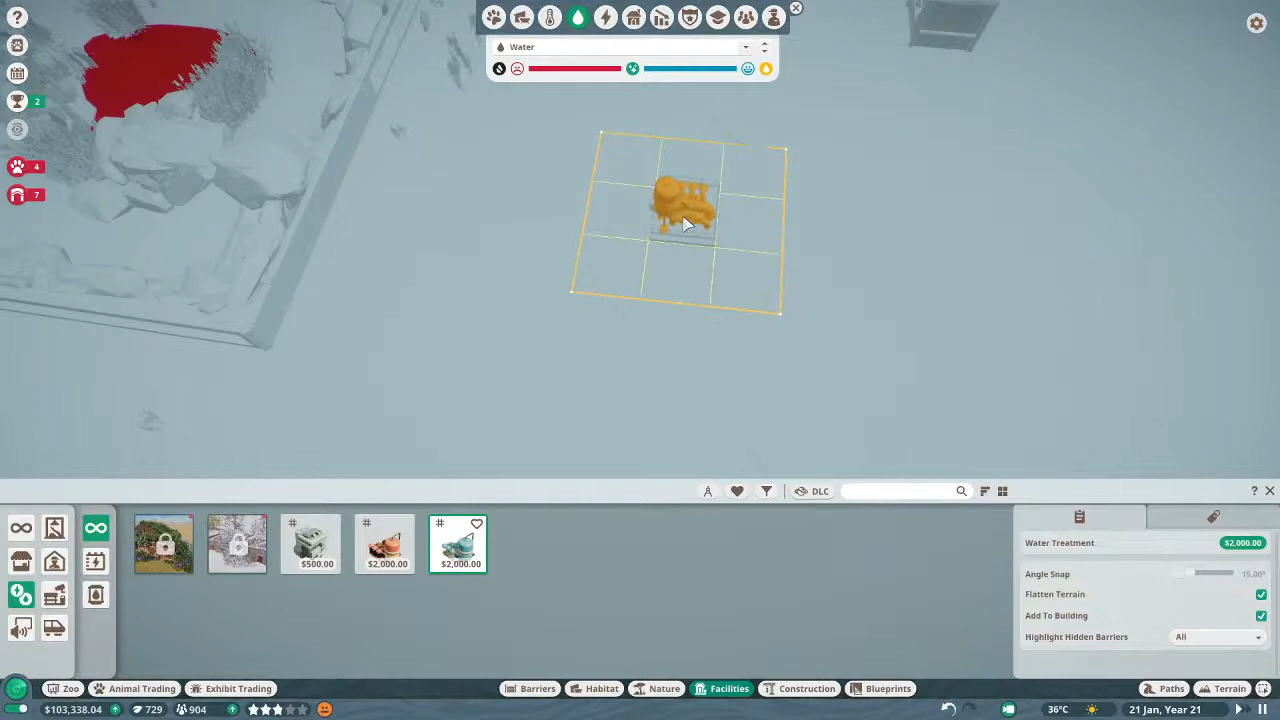 ?
Water
2
4
7
DLC
?
$500.00
$2,000.00
$2,000.00
Water Treatment
$2,000.00
Angle Snap
15.00°
Flatten Terrain
Add To Building
Highlight Hidden Barriers
All
Zoo
Animal Trading
Exhibit Trading
Barriers
Habitat
Nature
Facilities
Construction
Blueprints
Paths
Terrain
$103,338.04
729
904
36°C
21 Jan, Year 21